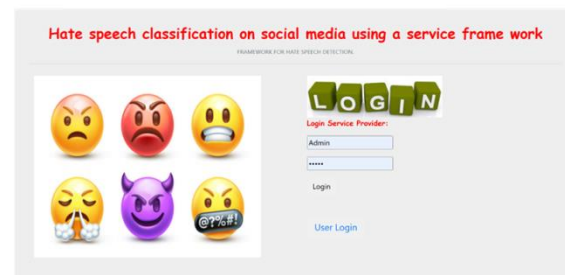 Hate speech classification on social media using a service frame work
FRAMEWORK FOR HATE SPEECH DETECTION.
LOGIN
Login Service Provider:
Admin
•••••
Login
@?%#!
User Login